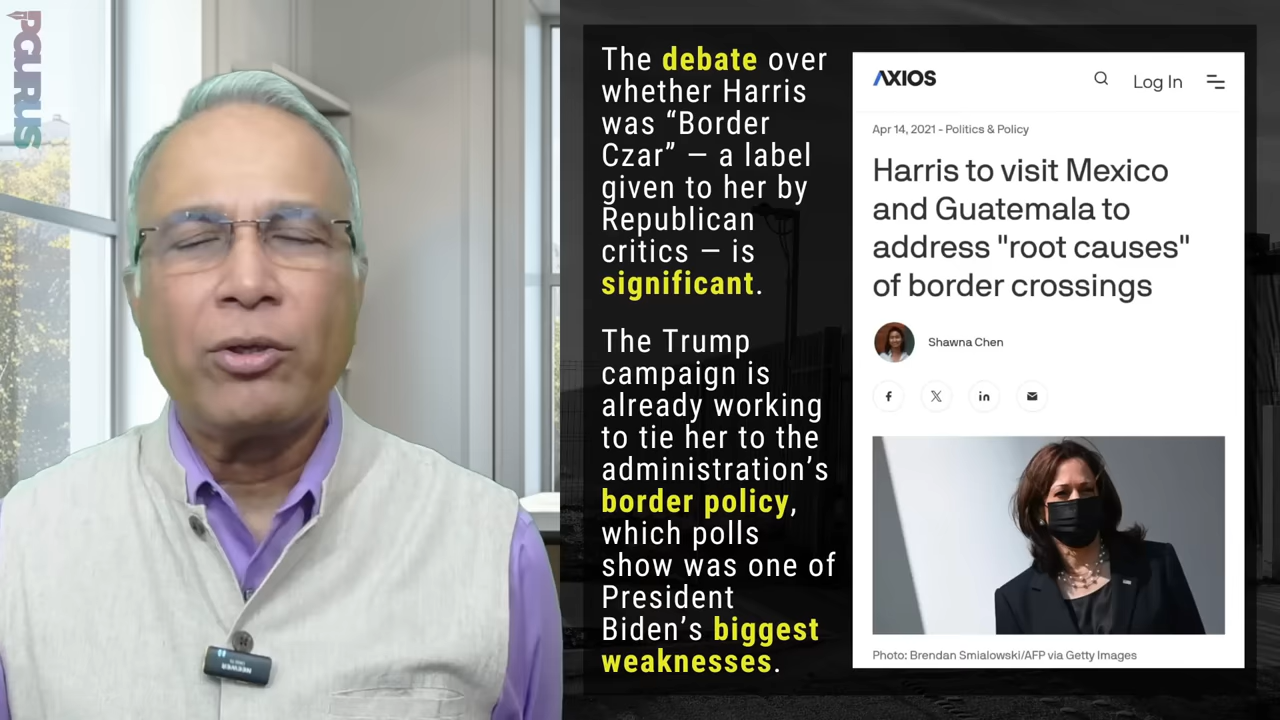 PGURUS
The debate over
whether Harris
was “Border
Czar” – a label
given to her by
Republican
critics – is
significant.
The Trump
campaign is
already working
to tie her to the
administration’s
border policy,
which polls
show was one of
President
Biden’s biggest
weaknesses.
AXIOS
Log In
Apr 14, 2021 - Politics & Policy
Harris to visit Mexico
and Guatemala to
address "root causes"
of border crossings
Shawna Chen
Photo: Brendan Smialowski/AFP via Getty Images
NEEWER